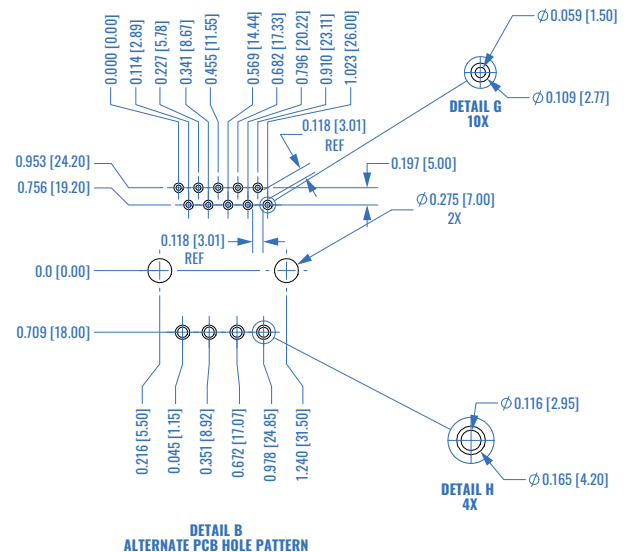 0.000 [0.00]
0.114 [2.89]
0.227 [5.78]
0.341 [8.67]
0.455 [11.55]
0.569 [14.44]
0.682 [17.33]
0.796 [20.22]
0.910 [23.11]
1.023 [26.00]
Ø 0.059 [1.50]
Ø 0.109 [2.77]
DETAIL G
10X
0.118 [3.01]
REF
0.953 [24.20]
0.756 [19.20]
0.197 [5.00]
Ø 0.275 [7.00]
2X
0.118 [3.01]
REF
0.0 [0.00]
0.709 [18.00]
0.216 [5.50]
0.045 [1.15]
0.351 [8.92]
0.672 [17.07]
0.978 [24.85]
1.240 [31.50]
Ø 0.116 [2.95]
Ø 0.165 [4.20]
DETAIL H
4X
DETAIL B
ALTERNATE PCB HOLE PATTERN